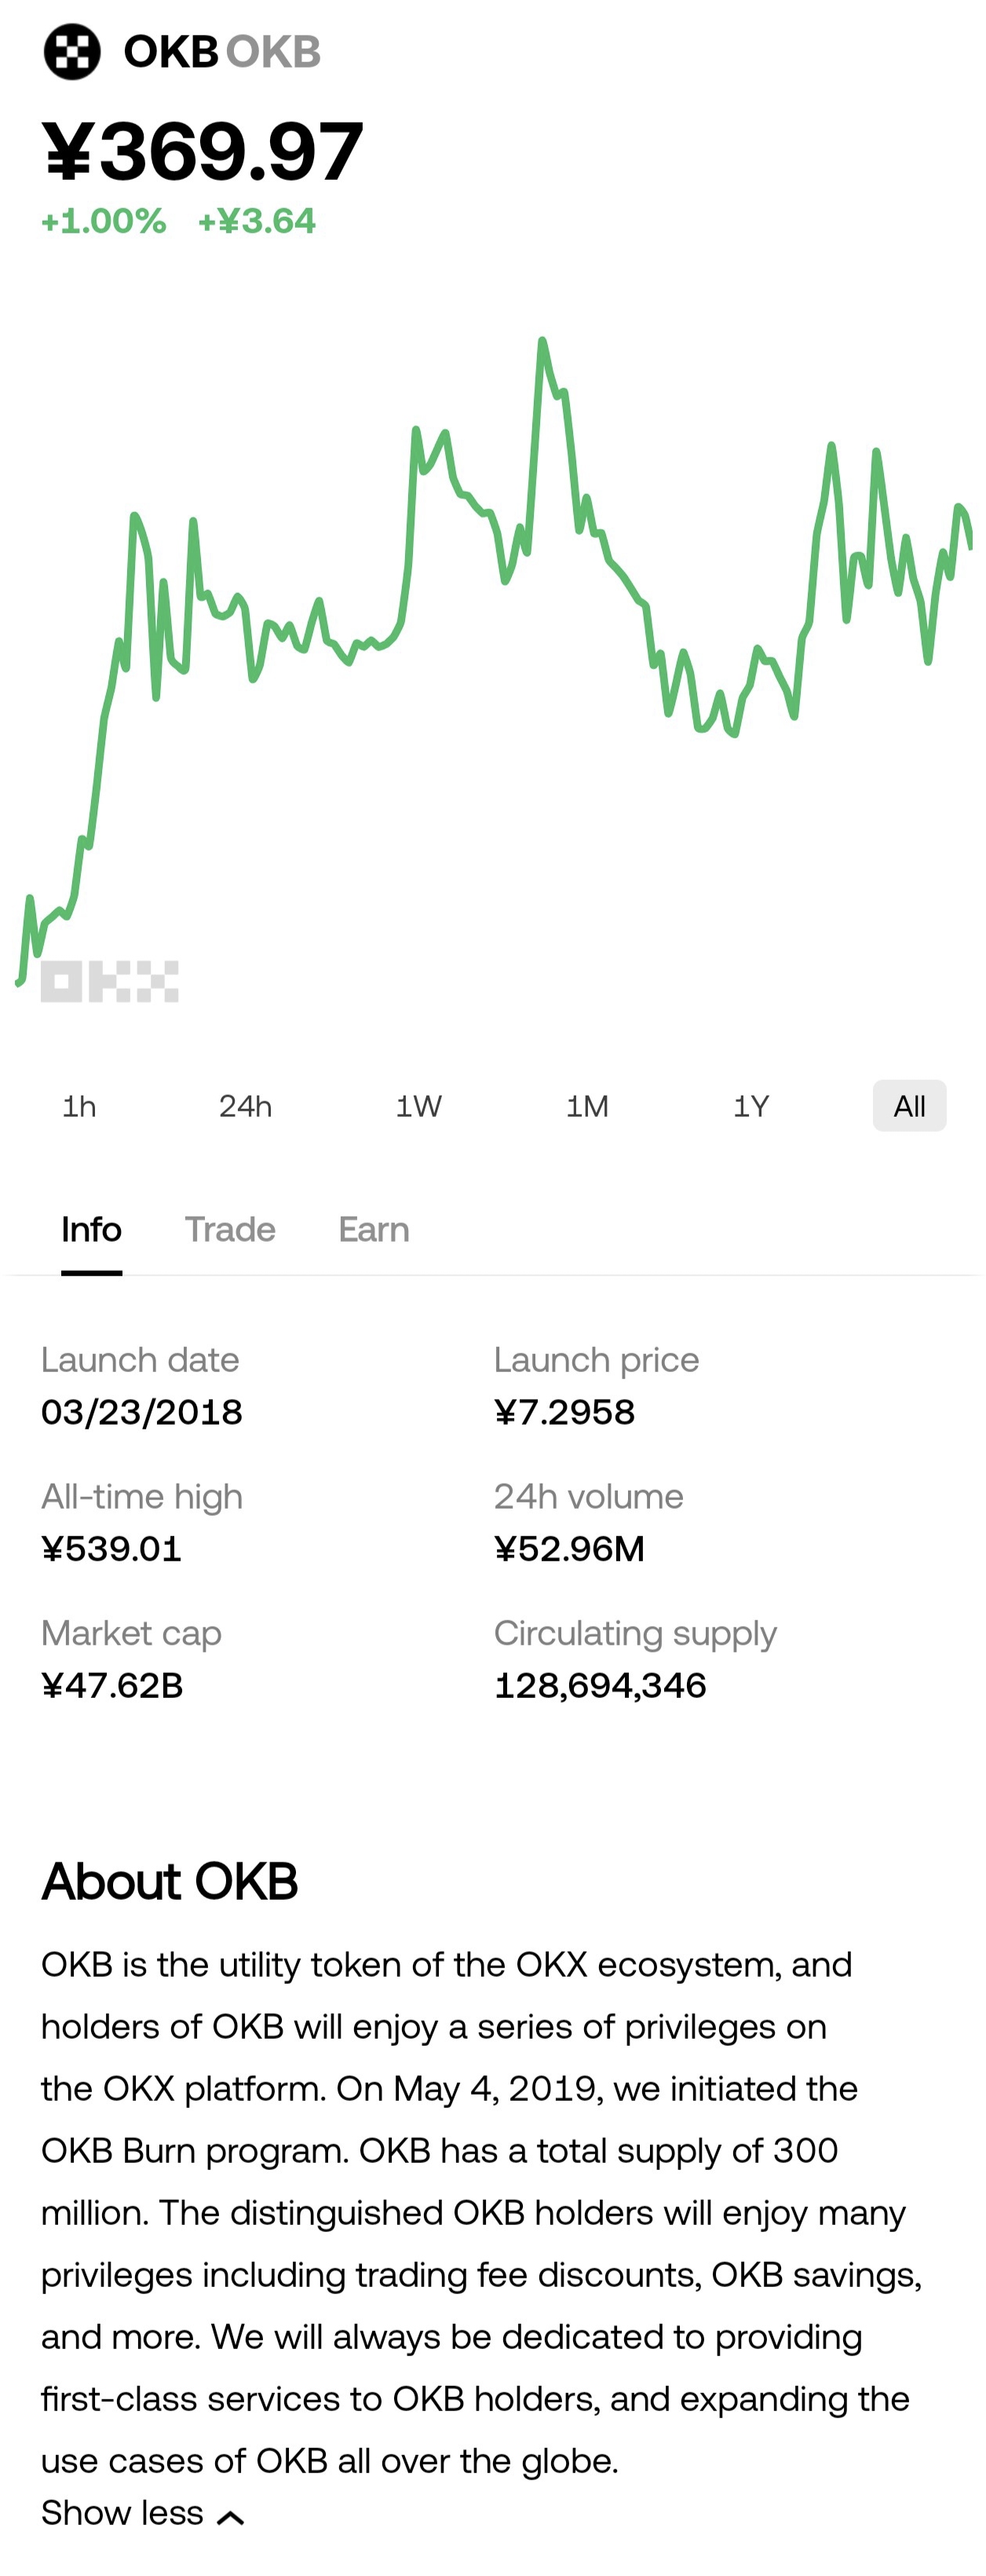 OKB OKB
¥369.97
+1.00% +¥3.64
OKX
1h 24h 1W 1M 1Y All
Info Trade Earn
Launch date Launch price
03/23/2018 ¥7.2958
All-time high 24h volume
¥539.01 ¥52.96M
Market cap Circulating supply
¥47.62B 128,694,346
About OKB
OKB is the utility token of the OKX ecosystem, and
holders of OKB will enjoy a series of privileges on
the OKX platform. On May 4, 2019, we initiated the
OKB Burn program. OKB has a total supply of 300
million. The distinguished OKB holders will enjoy many
privileges including trading fee discounts, OKB savings,
and more. We will always be dedicated to providing
first-class services to OKB holders, and expanding the
use cases of OKB all over the globe.
Show less